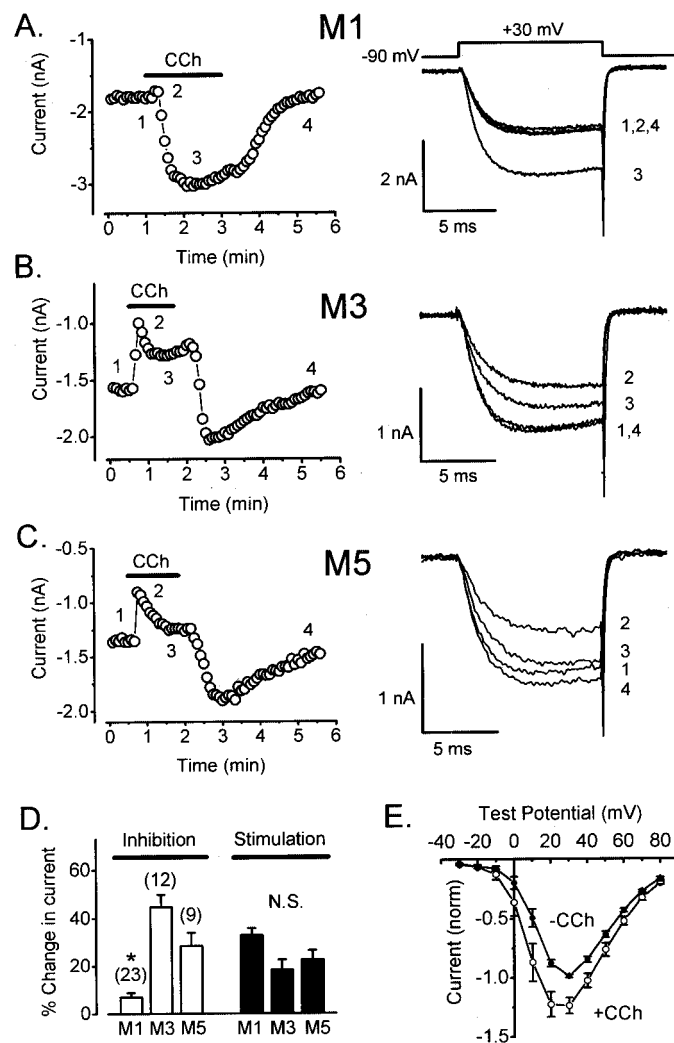 A.
M1
CCh
-1
-2
-3
Current (nA)
1
2
3
4
0 1 2 3 4 5 6
Time (min)
-90 mV
+30 mV
1,2,4
3
2 nA
5 ms
B.
M3
CCh
-1.0
-1.5
-2.0
Current (nA)
1
2
3
4
0 1 2 3 4 5 6
Time (min)
2
3
1,4
1 nA
5 ms
C.
M5
CCh
-0.5
-1.0
-1.5
-2.0
Current (nA)
1
2
3
4
0 1 2 3 4 5 6
Time (min)
2
3
1
4
1 nA
5 ms
D.
Inhibition Stimulation
60
40
20
0
% Change in current
*
(23)
(12)
(9)
N.S.
M1 M3 M5 M1 M3 M5
E.
Test Potential (mV)
-40 -20 0 20 40 60 80
-0.5
-1.0
-1.5
Current (norm)
-CCh
+CCh